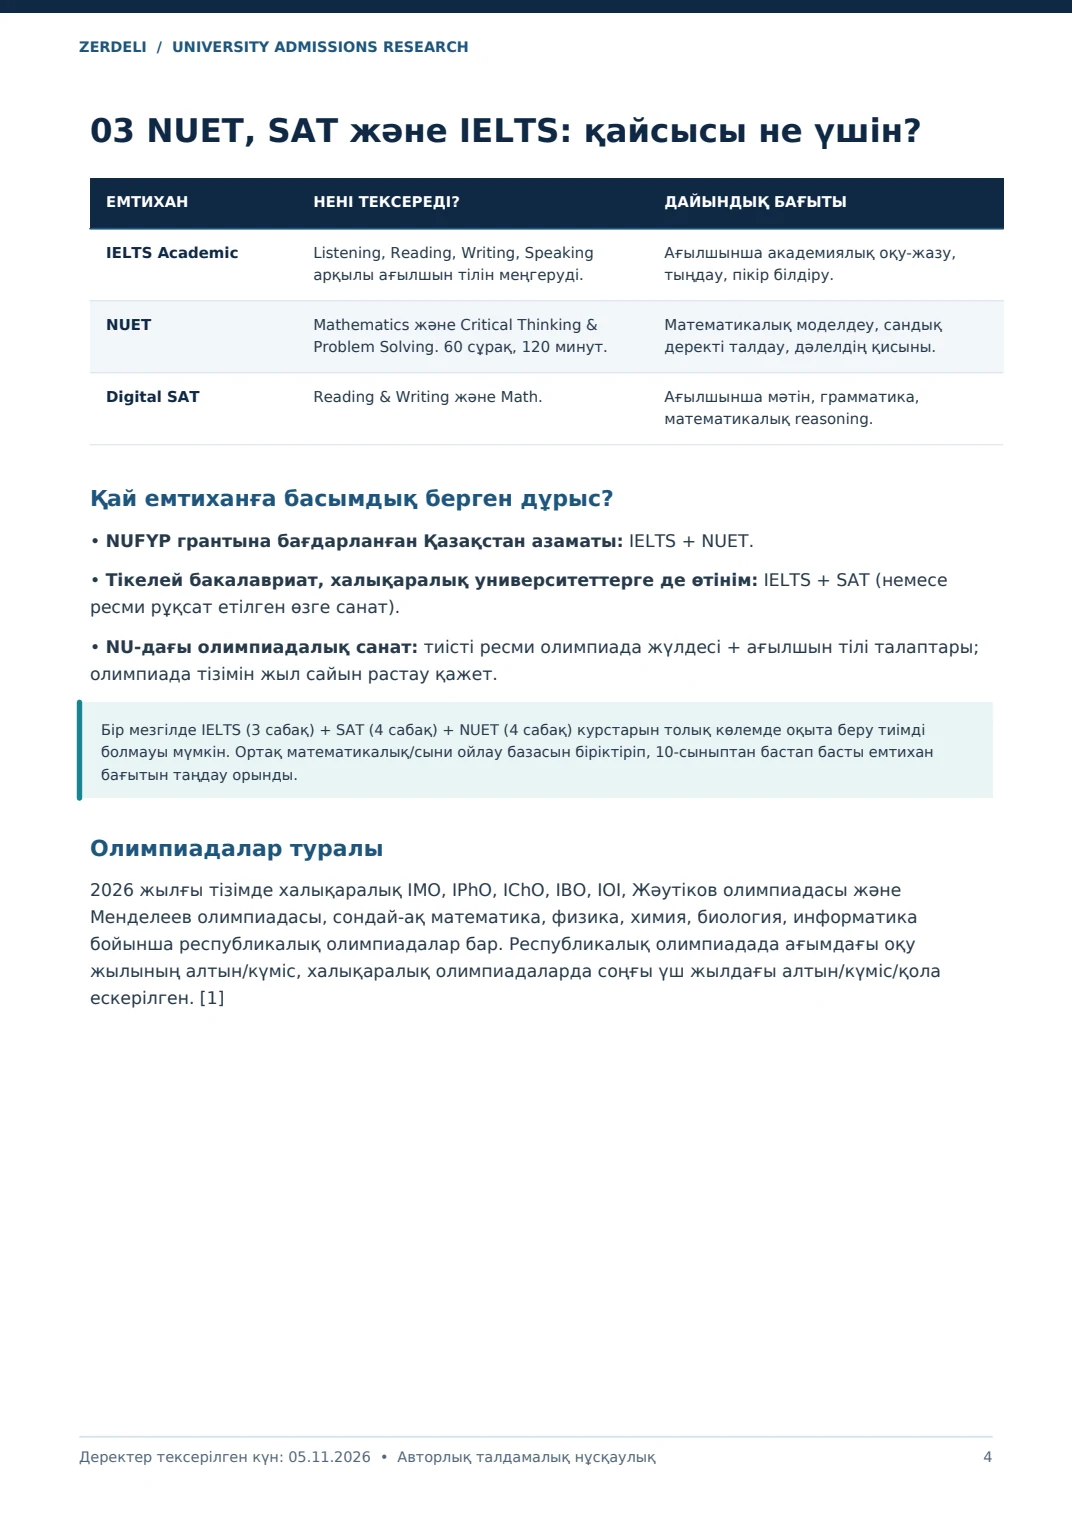 ZERDELI / UNIVERSITY ADMISSIONS RESEARCH
03 NUET, SAT және IELTS: қайсысы не үшін?
ЕМТИХАН НЕНІ ТЕКСЕРЕДІ? ДАЙЫНДЫҚ БАҒЫТЫ
IELTS Academic Listening, Reading, Writing, Speaking Ағылшынша академиялық оқу-жазу,
арқылы ағылшын тілін меңгеруді. тыңдау, пікір білдіру.
NUET Mathematics және Critical Thinking & Математикалық моделдеу, сандық
Problem Solving. 60 сұрақ, 120 минут. деректі талдау, дәлелдің қисыны.
Digital SAT Reading & Writing және Math. Ағылшынша мәтін, грамматика,
математикалық reasoning.
Қай емтиханға басымдық берген дұрыс?
• NUFYP грантына бағдарланған Қазақстан азаматы: IELTS + NUET.
• Тікелей бакалавриат, халықаралық университеттерге де өтінім: IELTS + SAT (немесе
ресми рұқсат етілген өзге санат).
• NU-дағы олимпиадалық санат: тиісті ресми олимпиада жүлдесі + ағылшын тілі талаптары;
олимпиада тізімін жыл сайын растау қажет.
Бір мезгілде IELTS (3 сабақ) + SAT (4 сабақ) + NUET (4 сабақ) курстарын толық көлемде оқыта беру тиімді
болмауы мүмкін. Ортақ математикалық/сыни ойлау базасын біріктіріп, 10-сыныптан бастап басты емтихан
бағытын таңдау орынды.
Олимпиадалар туралы
2026 жылғы тізімде халықаралық IMO, IPhO, IChO, IBO, IOI, Жәутіков олимпиадасы және
Менделеев олимпиадасы, сондай-ақ математика, физика, химия, биология, информатика
бойынша республикалық олимпиадалар бар. Республикалық олимпиадада ағымдағы оқу
жылының алтын/күміс, халықаралық олимпиадаларда соңғы үш жылдағы алтын/күміс/қола
ескерілген. [1]
Деректер тексерілген күн: 05.11.2026 • Авторлық талдамалық нұсқаулық 4